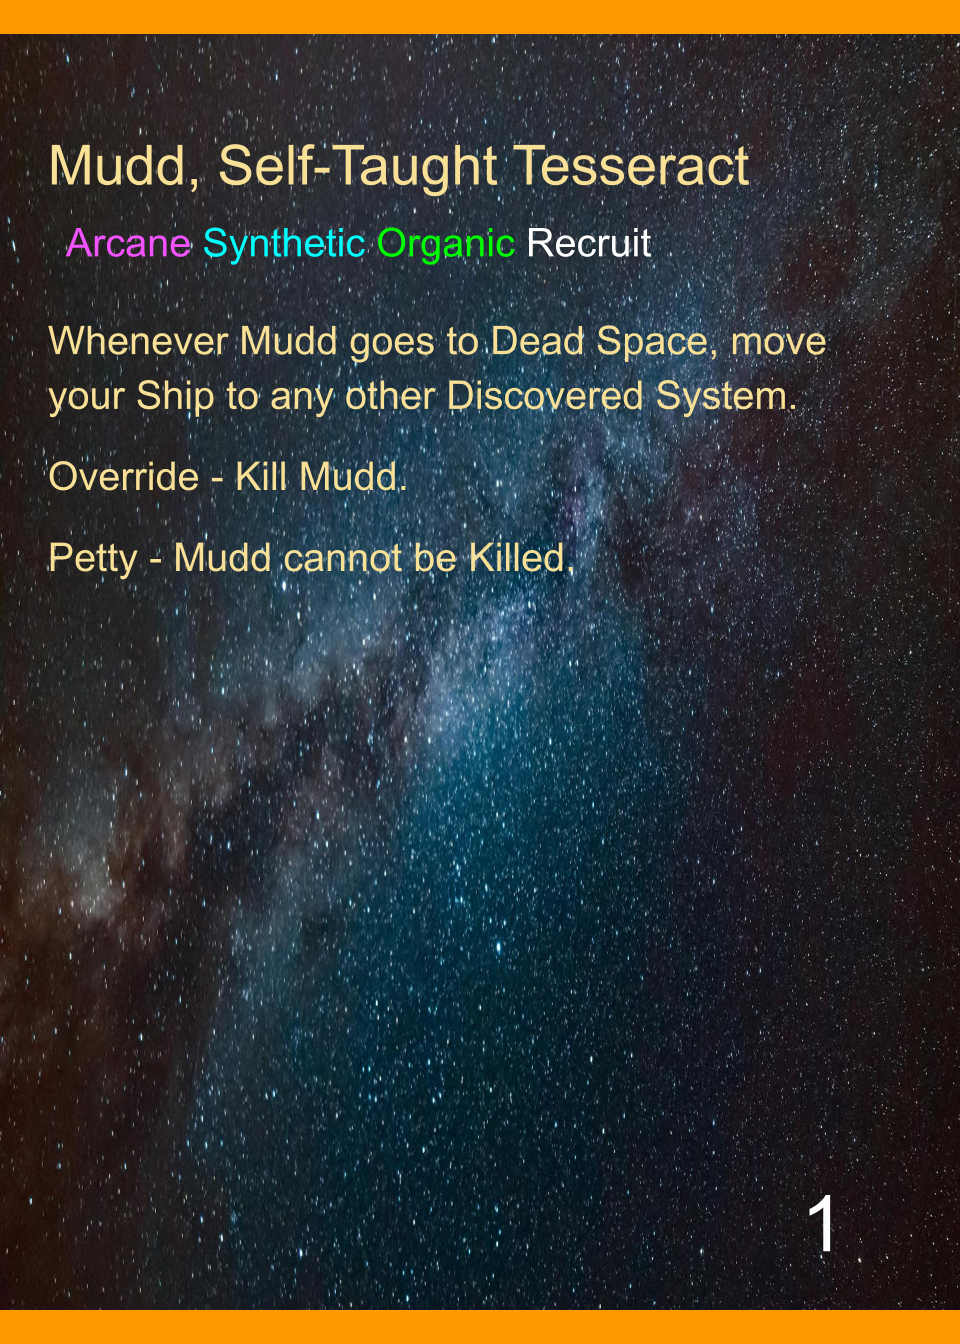 Mudd, Self-Taught Tesseract
Arcane Synthetic Organic Recruit
Whenever Mudd goes to Dead Space, move
your Ship to any other Discovered System.
Override - Kill Mudd.
Petty - Mudd cannot be Killed.
1